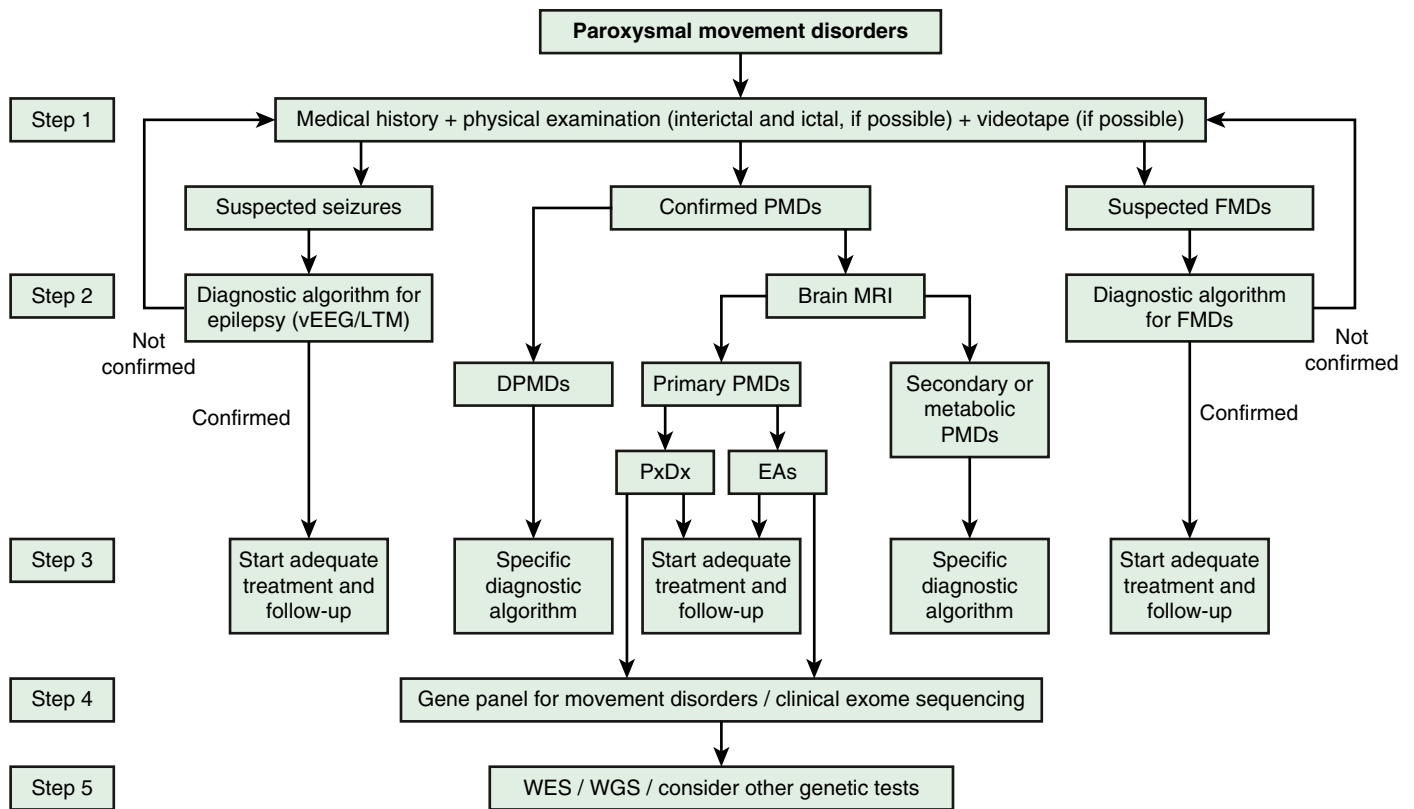 Paroxysmal movement disorders
Step 1
Medical history + physical examination (interictal and ictal, if possible) + videotape (if possible)
Suspected seizures
Confirmed PMDs
Suspected FMDs
Step 2
Diagnostic algorithm for
epilepsy (vEEG/LTM)
Brain MRI
Diagnostic algorithm
for FMDs
Not
confirmed
Not
confirmed
DPMDs
Primary PMDs
Secondary or
metabolic
PMDs
Confirmed
Confirmed
PxDx
EAs
Step 3
Start adequate
treatment and
follow-up
Specific
diagnostic
algorithm
Start adequate
treatment and
follow-up
Specific
diagnostic
algorithm
Start adequate
treatment and
follow-up
Step 4
Gene panel for movement disorders / clinical exome sequencing
Step 5
WES / WGS / consider other genetic tests